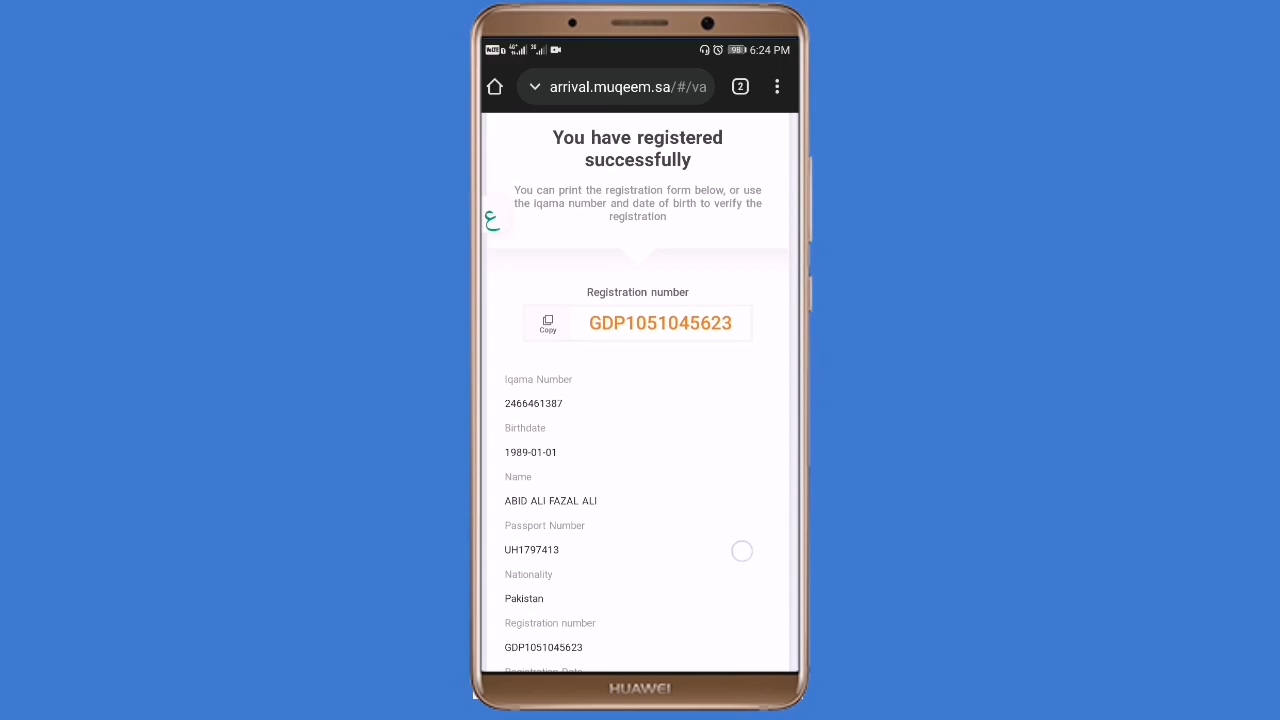 98 6:24 PM
arrival.muqeem.sa/#/va 2
You have registered
successfully
You can print the registration form below, or use
the iqama number and date of birth to verify the
registration
ع
Registration number
Copy GDP1051045623
Iqama Number
2466461387
Birthdate
1989-01-01
Name
ABID ALI FAZAL ALI
Passport Number
UH1797413
Nationality
Pakistan
Registration number
GDP1051045623
Registration Date
HUAWEI